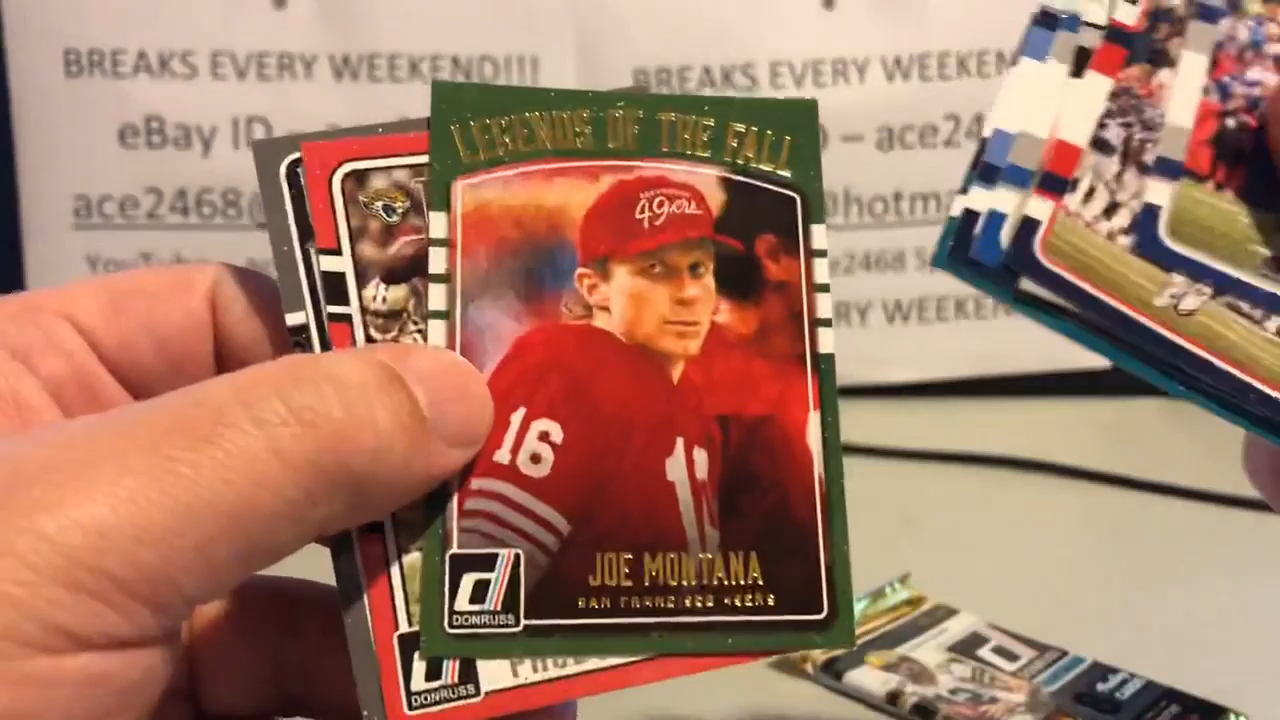 BREAKS EVERY WEEKEND!!!
eBay ID
ace2468@
BREAKS EVERY WEEKEN
– ace24
@hotma
e2468
RY WEEKEN
LEGENDS OF THE FALL
49ers
16
JOE MONTANA
SAN FRANCISCO 49ERS
DONRUSS
DONRUSS